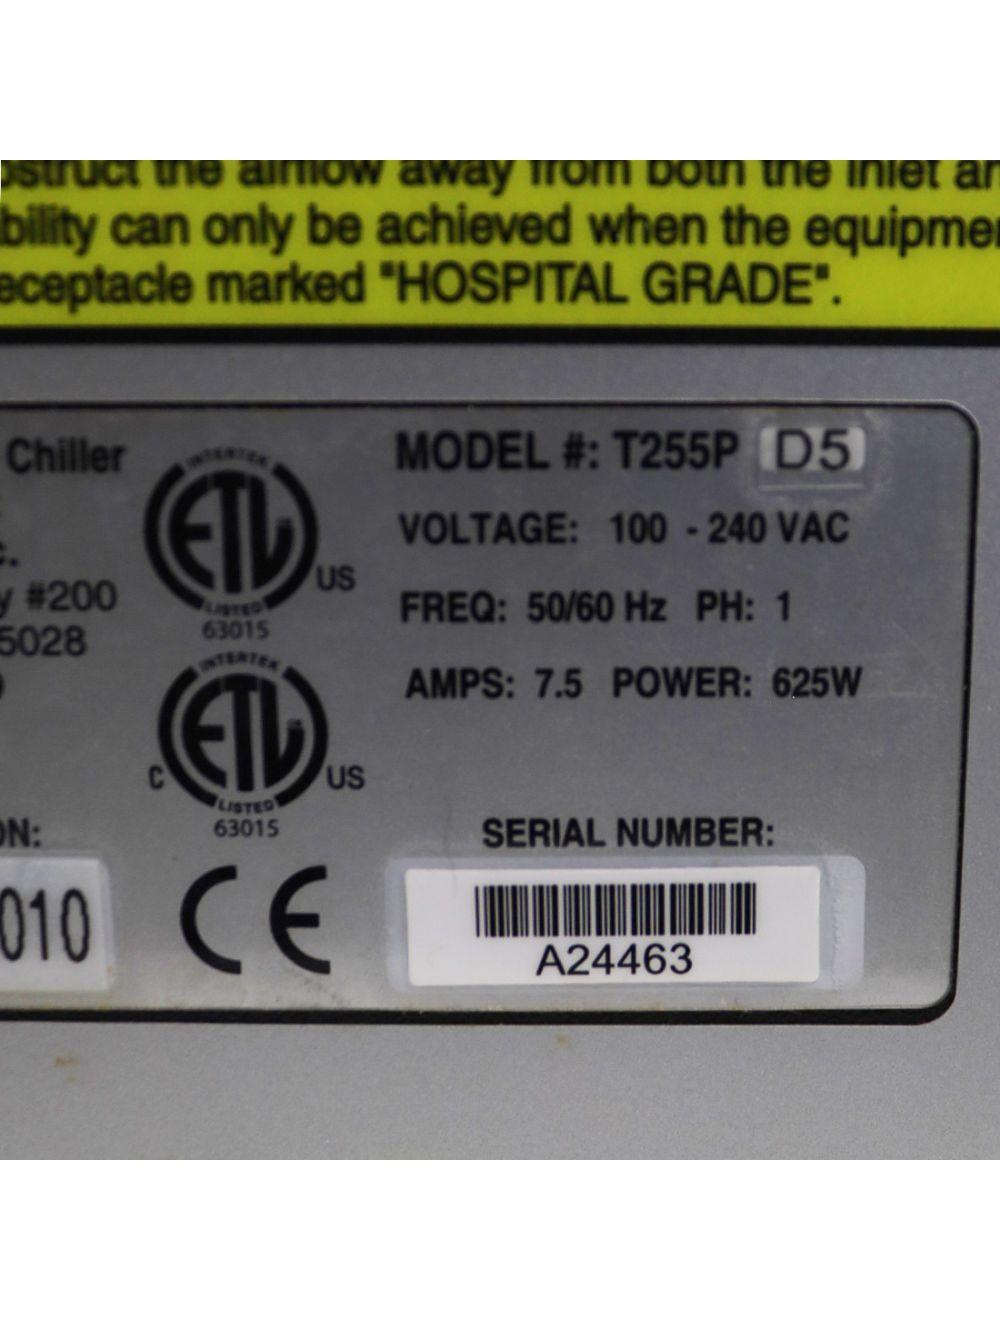 bstruct the airflow away from both the inlet an
bility can only be achieved when the equipmen
eceptacle marked "HOSPITAL GRADE".
Chiller
c.
y #200
5028
ON:
010
INTERTEK
ETL
US
LISTED
63015
INTERTEK
ETL
C US
LISTED
63015
CE
MODEL #: T255P D5
VOLTAGE: 100 - 240 VAC
FREQ: 50/60 Hz PH: 1
AMPS: 7.5 POWER: 625W
SERIAL NUMBER:
A24463